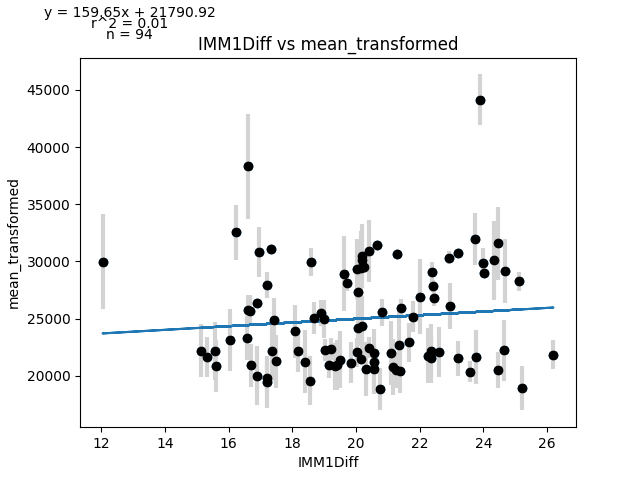 y = 159.65x + 21790.92
r^2 = 0.01
n = 94
IMM1Diff vs mean_transformed
mean_transformed
45000
40000
35000
30000
25000
20000
12 14 16 18 20 22 24 26
IMM1Diff